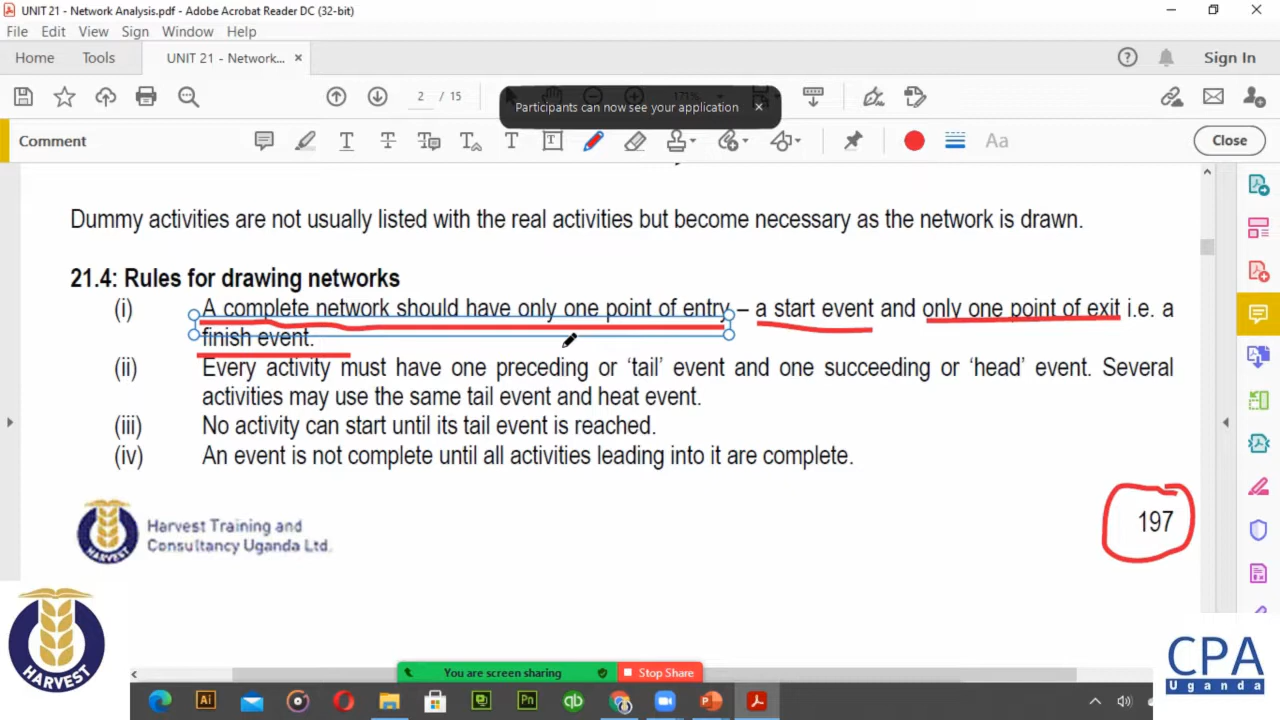 UNIT 21 - Network Analysis.pdf - Adobe Acrobat Reader DC (32-bit)
File Edit View Sign Window Help
Home Tools UNIT 21 - Network... × Sign In
2 / 15
Participants can now see your application ×
Comment Aa Close
Dummy activities are not usually listed with the real activities but become necessary as the network is drawn.
21.4: Rules for drawing networks
(i) A complete network should have only one point of entry – a start event and only one point of exit i.e. a
finish event.
(ii) Every activity must have one preceding or ‘tail’ event and one succeeding or ‘head’ event. Several
activities may use the same tail event and heat event.
(iii) No activity can start until its tail event is reached.
(iv) An event is not complete until all activities leading into it are complete.
HARVEST
Harvest Training and
Consultancy Uganda Ltd.
197
HARVEST
CPA
Uganda
You are screen sharing Stop Share
Ai Pn qb